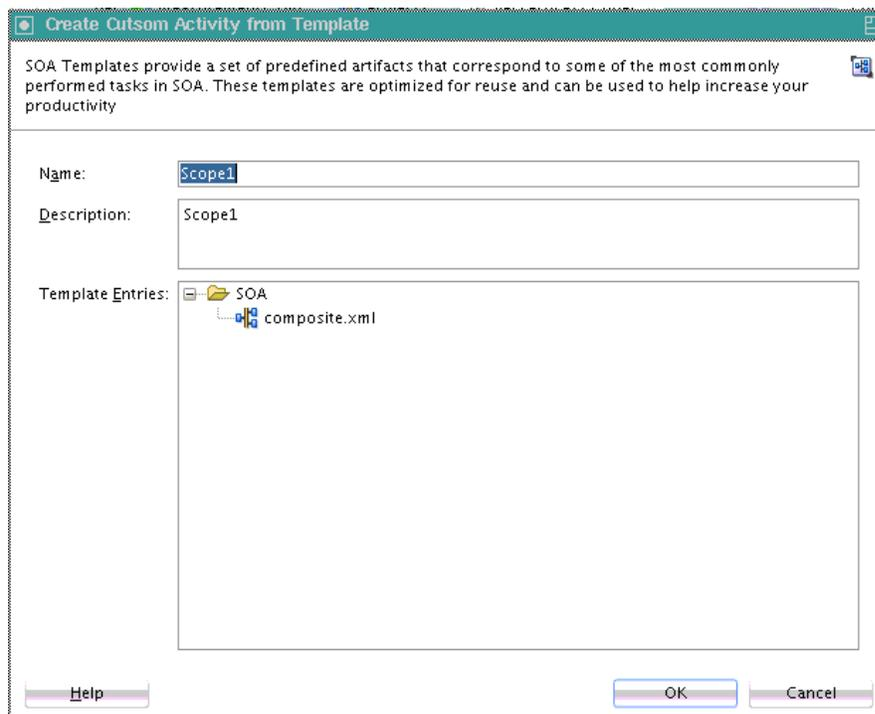 Create Cutsom Activity from Template
SOA Templates provide a set of predefined artifacts that correspond to some of the most commonly
performed tasks in SOA. These templates are optimized for reuse and can be used to help increase your
productivity
Name:
Scope1
Description:
Scope1
Template Entries:
SOA
composite.xml
Help
OK
Cancel